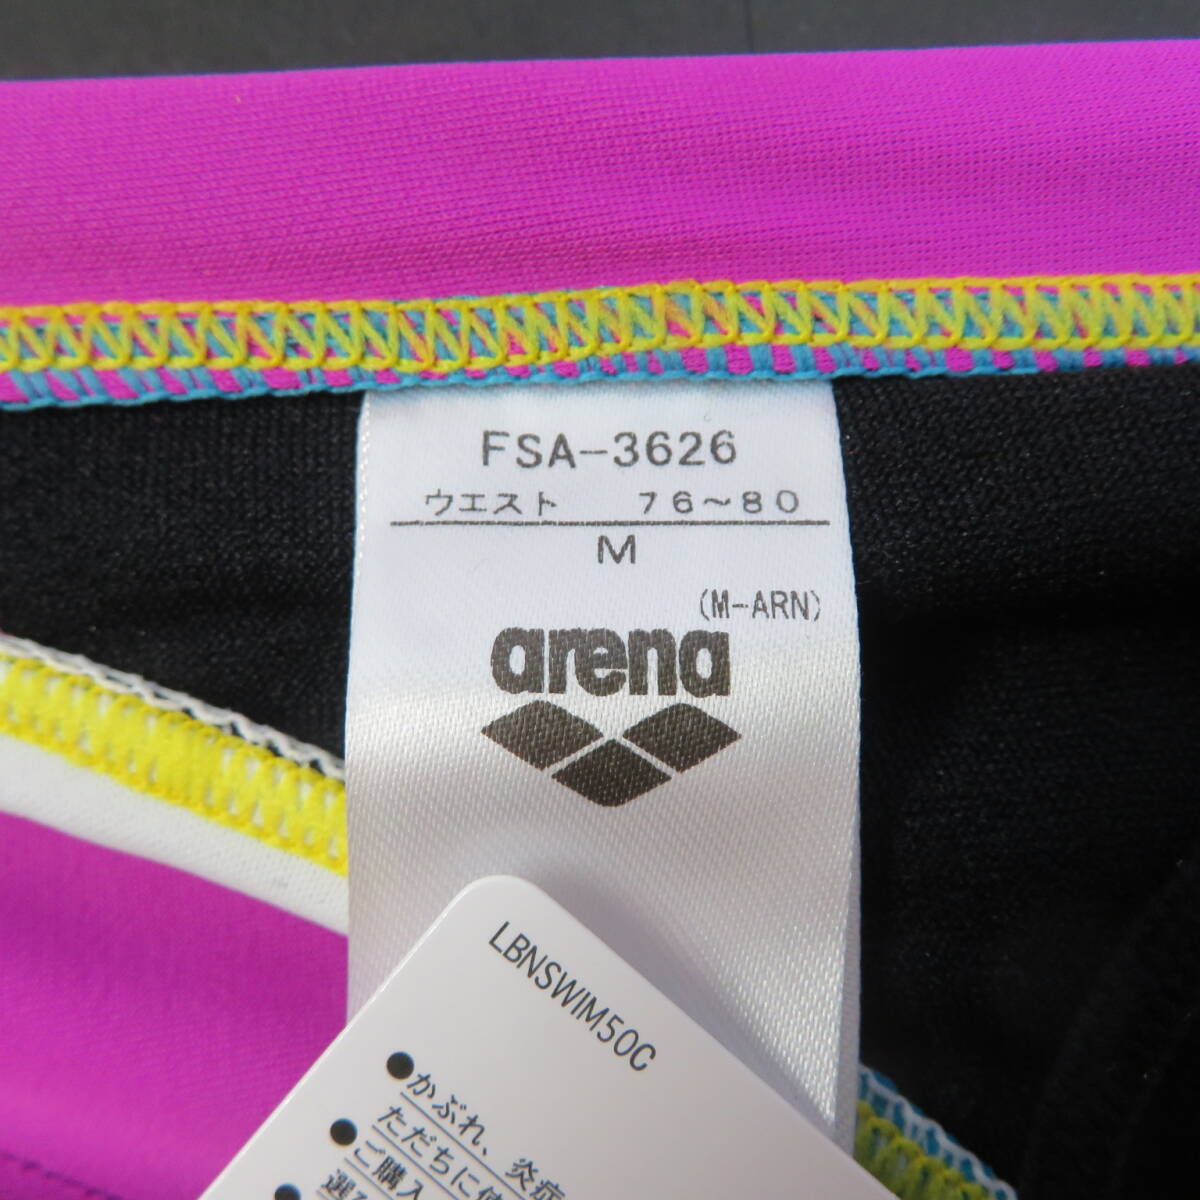 FSA-3626
ウエスト 76～80
M
(M-ARN)
arena
LBNSWIM50C
●かぶれ、炎症
ただちに使
●ご購入